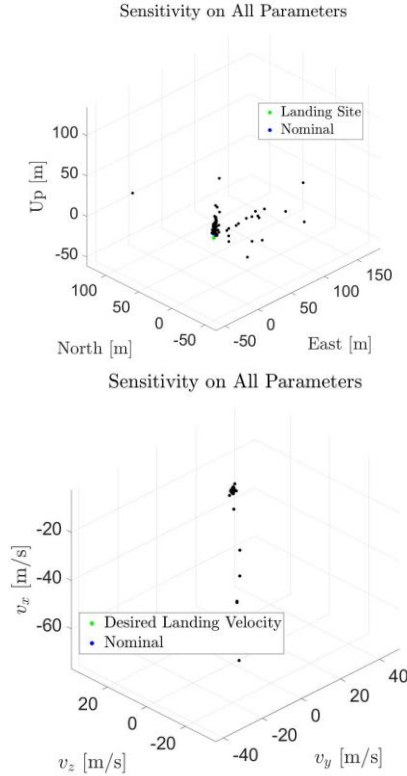 Sensitivity on All Parameters
Landing Site
Nominal
100
50
0
-50
Up [m]
100
50
0
-50
North [m]
-50
0
50
100
150
East [m]
Sensitivity on All Parameters
-20
-40
-60
v_x [m/s]
Desired Landing Velocity
Nominal
20
0
-20
v_z [m/s]
-40
-20
0
20
40
v_y [m/s]